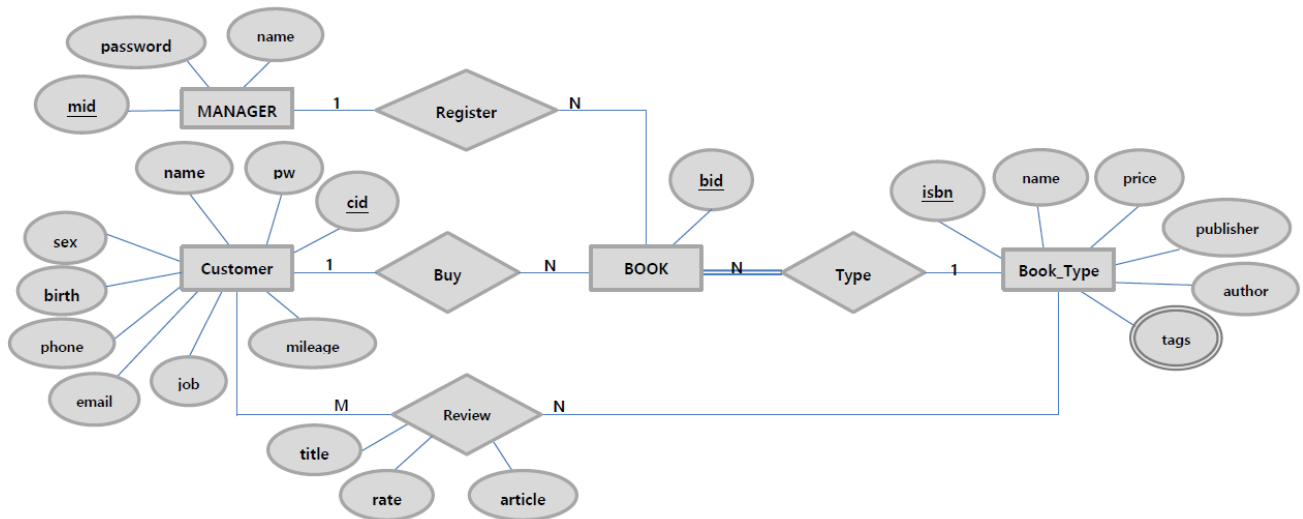 name
password
mid
MANAGER
1
Register
N
name
pw
cid
bid
isbn
name
price
sex
publisher
Customer
1
Buy
N
BOOK
N
Type
1
Book_Type
birth
author
phone
mileage
tags
job
email
M
Review
N
title
rate
article